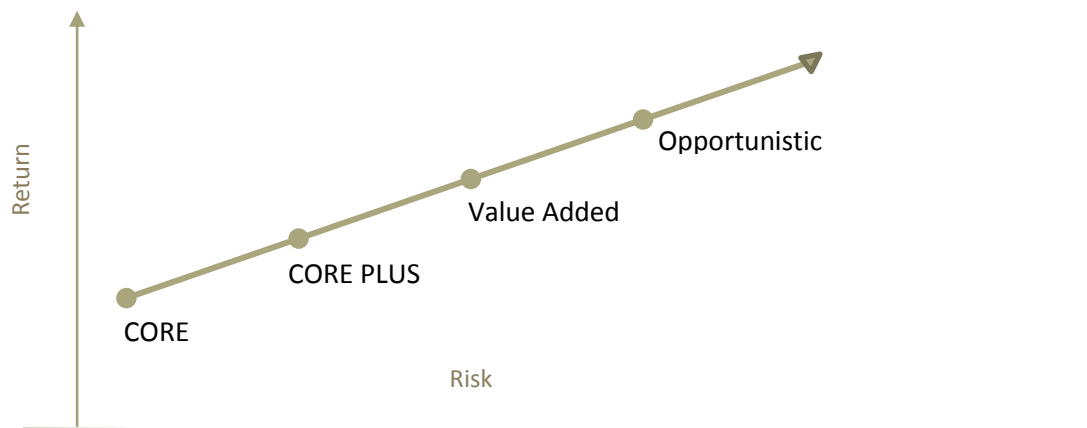 Return
Opportunistic
Value Added
CORE PLUS
CORE
Risk